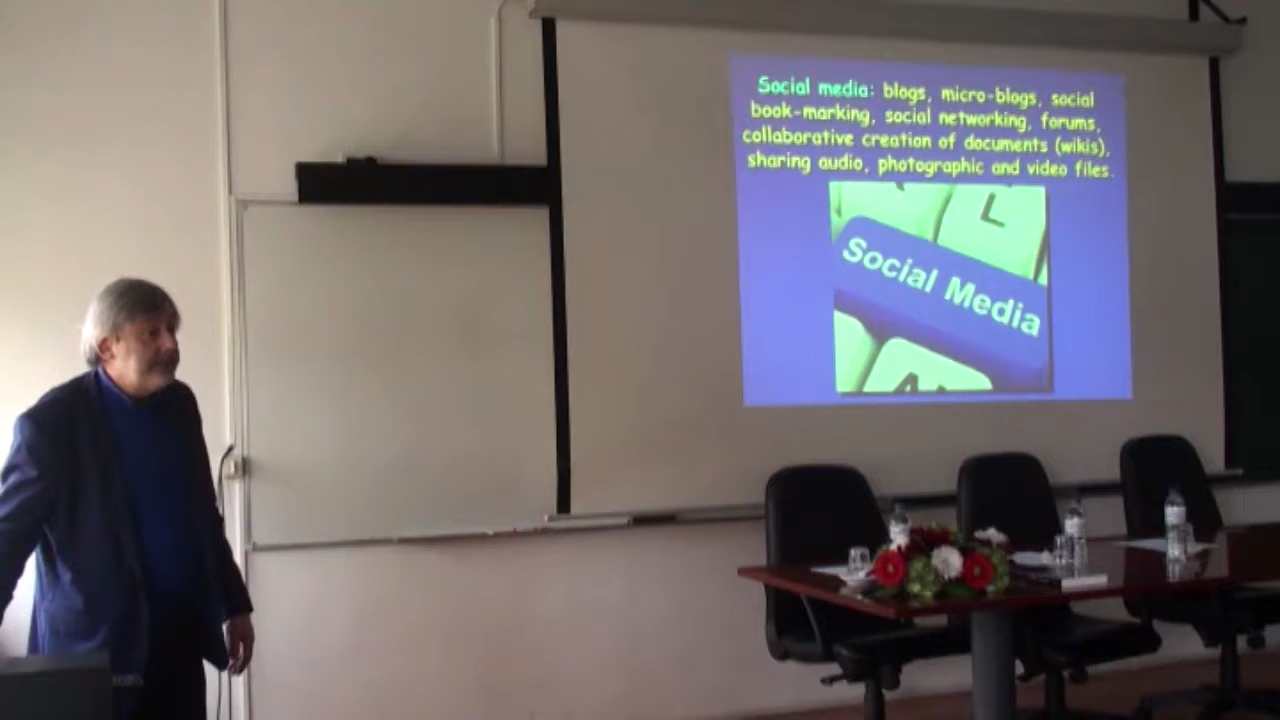 Social media: blogs, micro-blogs, social
book-marking, social networking, forums,
collaborative creation of documents (wikis),
sharing audio, photographic and video files.
L
Social Media
A